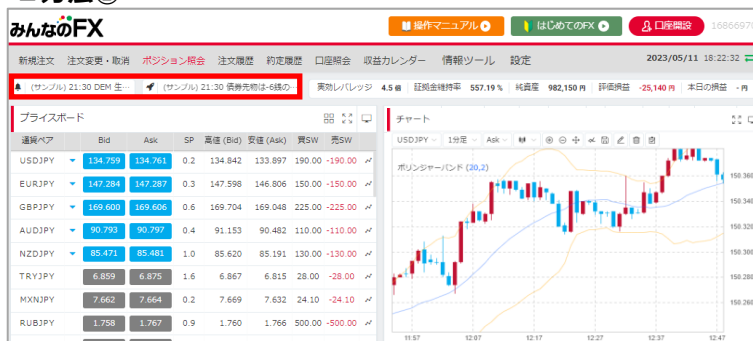 みんなのFX
操作マニュアル
はじめてのFX
口座開設
新規注文 注文変更・取消 ポジション照会 注文履歴 約定履歴 口座照会 収益カレンダー 情報ツール 設定 2023/05/11 18:22:32
(サンプル) 21:30 DEM 生… (サンプル) 21:30 債券先物は-6銭の… 実効レバレッジ 4.5 倍 証拠金維持率 557.19 % 純資産 982,150 円 評価損益 -25,140 円 本日の損益 - 円
プライスボード
チャート
通貨ペア Bid Ask SP 高値 (Bid) 安値 (Ask) 買SW 売SW
USDJPY 1分足 Ask
USDJPY 134.759 134.761 0.2 134.842 133.897 190.00 -190.00
ボリンジャーバンド (20,2)
EURJPY 147.284 147.287 0.3 147.598 146.806 150.00 -150.00
GBPJPY 169.600 169.606 0.6 169.704 169.048 225.00 -225.00
AUDJPY 90.793 90.797 0.4 91.153 90.482 110.00 -110.00
NZDJPY 85.471 85.481 1.0 85.620 85.191 130.00 -130.00
TRYJPY 6.859 6.875 1.6 6.867 6.815 28.00 -28.00
MXNJPY 7.662 7.664 0.2 7.669 7.632 24.10 -24.10
RUBJPY 1.758 1.767 0.9 1.760 1.766 500.00 -500.00
150.360
150.340
150.320
150.300
150.280
150.260
11:57 12:07 12:17 12:27 12:37 12:47